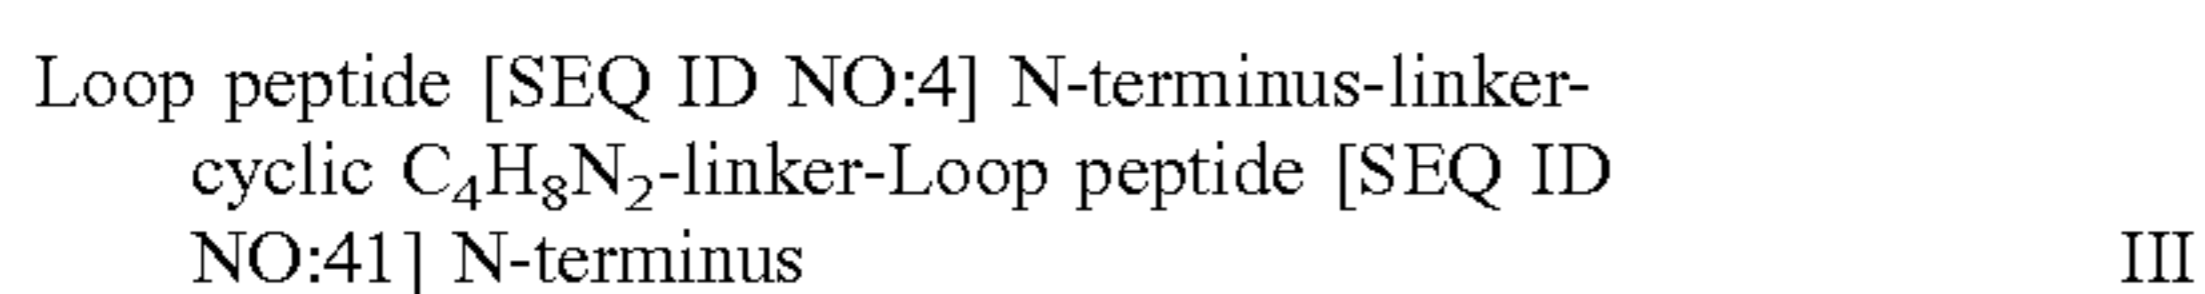 Loop peptide [SEQ ID NO:4] N-terminus-linker-
cyclic C₄H₈N₂-linker-Loop peptide [SEQ ID
NO:41] N-terminus III